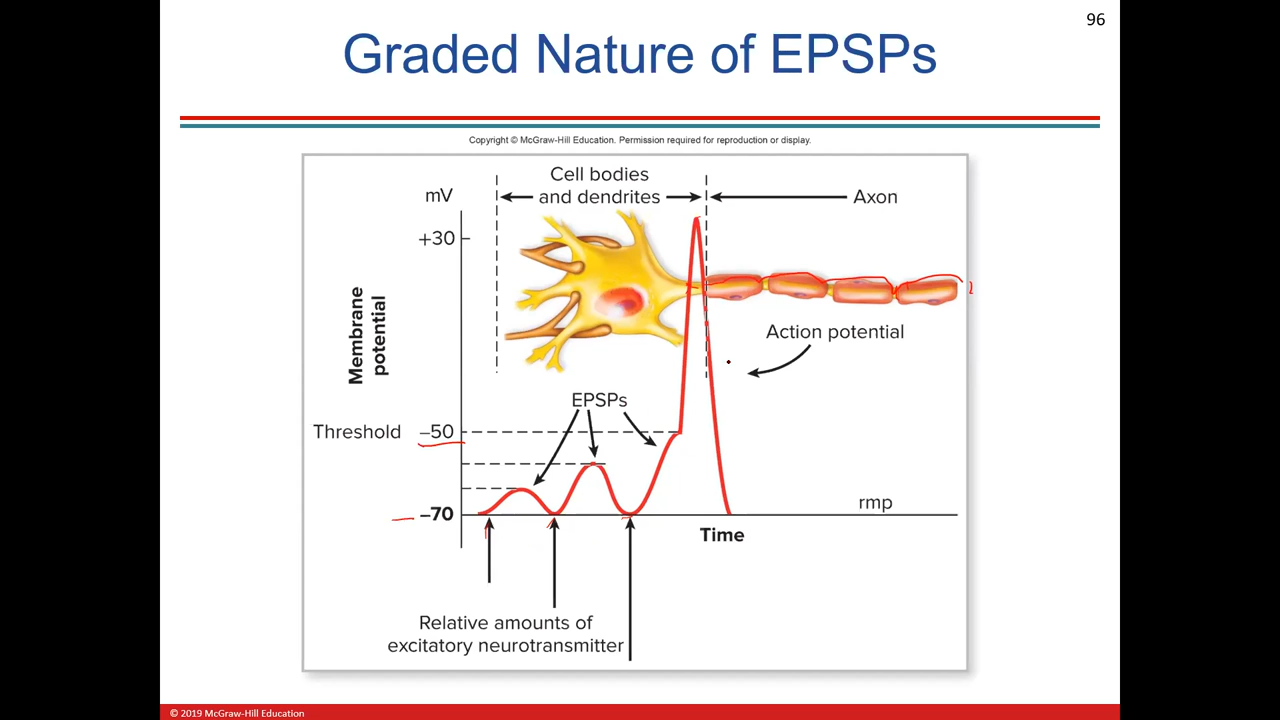 96
Graded Nature of EPSPs
Copyright © McGraw-Hill Education. Permission required for reproduction or display.
Cell bodies
and dendrites
Axon
mV
+30
Membrane
potential
Action potential
EPSPs
Threshold –50
–70
rmp
Time
Relative amounts of
excitatory neurotransmitter
© 2019 McGraw-Hill Education